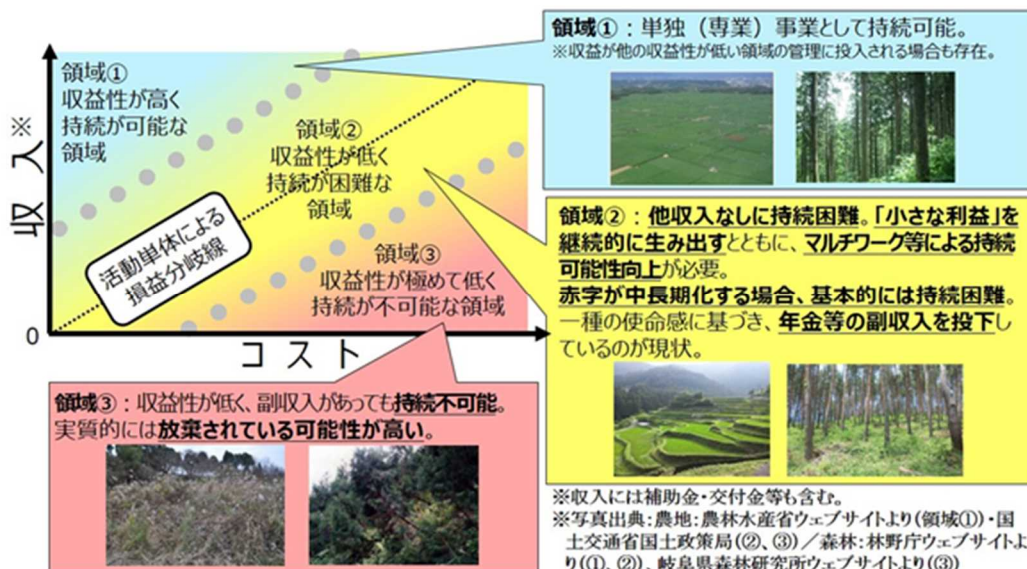 領域①
収益性が高く
持続が可能な
領域
領域②
収益性が低く
持続が困難な
領域
領域③
収益性が極めて低く
持続が不可能な領域
活動単体による
損益分岐線
収入※
0
コスト
領域①：単独（専業）事業として持続可能。
※収益が他の収益性が低い領域の管理に投入される場合も存在。
領域②：他収入なしに持続困難。「小さな利益」を
継続的に生み出すとともに、マルチワーク等による持続
可能性向上が必要。
赤字が中長期化する場合、基本的には持続困難。
一種の使命感に基づき、年金等の副収入を投下し
ているのが現状。
領域③：収益性が低く、副収入があっても持続不可能。
実質的には放棄されている可能性が高い。
※収入には補助金・交付金等も含む。
※写真出典：農地：農林水産省ウェブサイトより(領域①)・国
土交通省国土政策局(②、③)／森林：林野庁ウェブサイトよ
り(①、②)、岐阜県森林研究所ウェブサイトより(③)